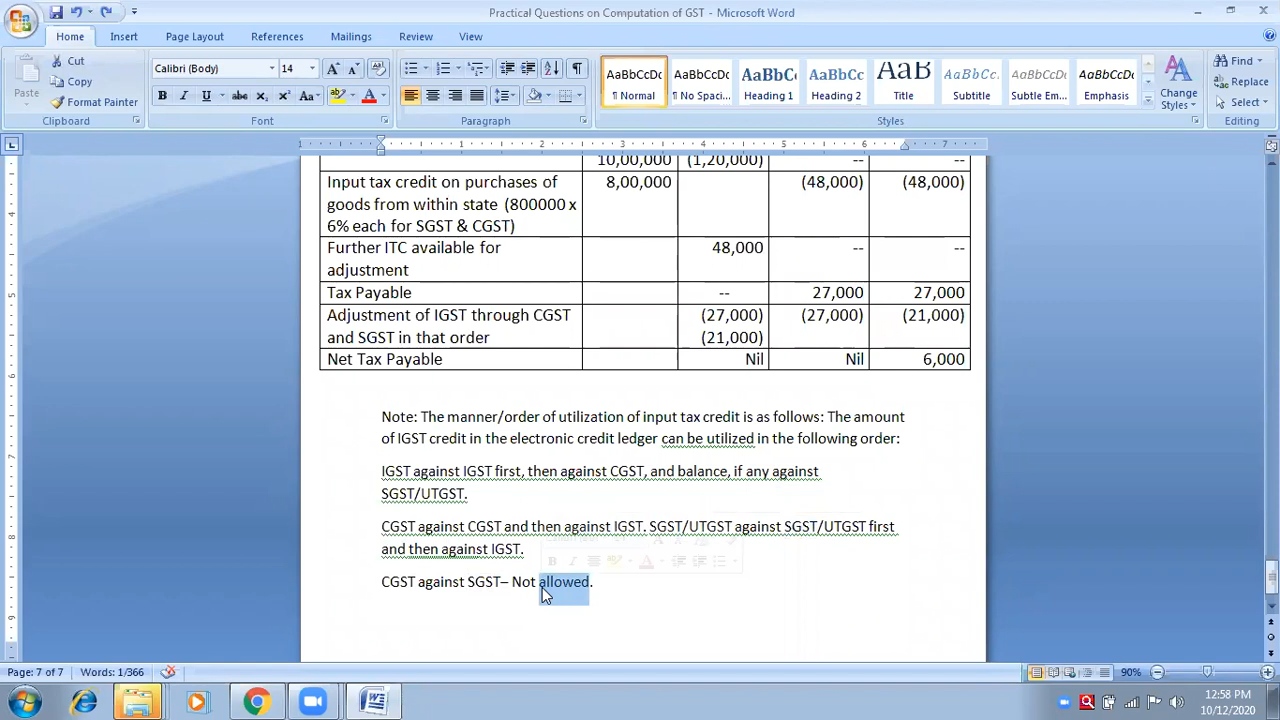 Practical Questions on Computation of GST - Microsoft Word
Home Insert Page Layout References Mailings Review View
Paste
Cut
Copy
Format Painter
Clipboard
Calibri (Body) 14
Font
Paragraph
AaBbCcDc AaBbCcDc AaBbCc AaBbCc AaB AaBbCc. AaBbCcDc AaBbCcDc
¶ Normal ¶ No Spaci... Heading 1 Heading 2 Title Subtitle Subtle Em... Emphasis
Change Styles
Styles
Find
Replace
Select
Editing
10,00,000 (1,20,000) -- --
Input tax credit on purchases of 8,00,000 (48,000) (48,000)
goods from within state (800000 x
6% each for SGST & CGST)
Further ITC available for 48,000 -- --
adjustment
Tax Payable -- 27,000 27,000
Adjustment of IGST through CGST (27,000) (27,000) (21,000)
and SGST in that order (21,000)
Net Tax Payable Nil Nil 6,000
Note: The manner/order of utilization of input tax credit is as follows: The amount
of IGST credit in the electronic credit ledger can be utilized in the following order:
IGST against IGST first, then against CGST, and balance, if any against
SGST/UTGST.
CGST against CGST and then against IGST. SGST/UTGST against SGST/UTGST first
and then against IGST.
CGST against SGST– Not allowed.
Page: 7 of 7 Words: 1/366 90%
12:58 PM
10/12/2020